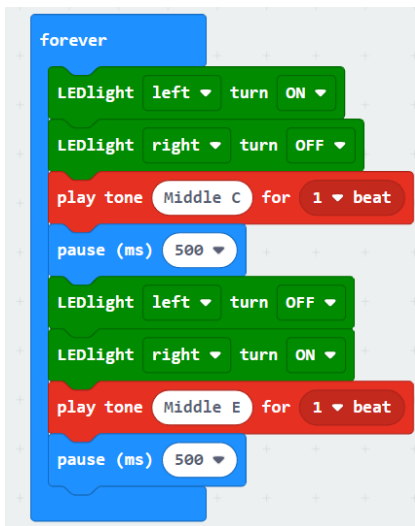 forever
LEDlight left turn ON
LEDlight right turn OFF
play tone Middle C for 1 beat
pause (ms) 500
LEDlight left turn OFF
LEDlight right turn ON
play tone Middle E for 1 beat
pause (ms) 500